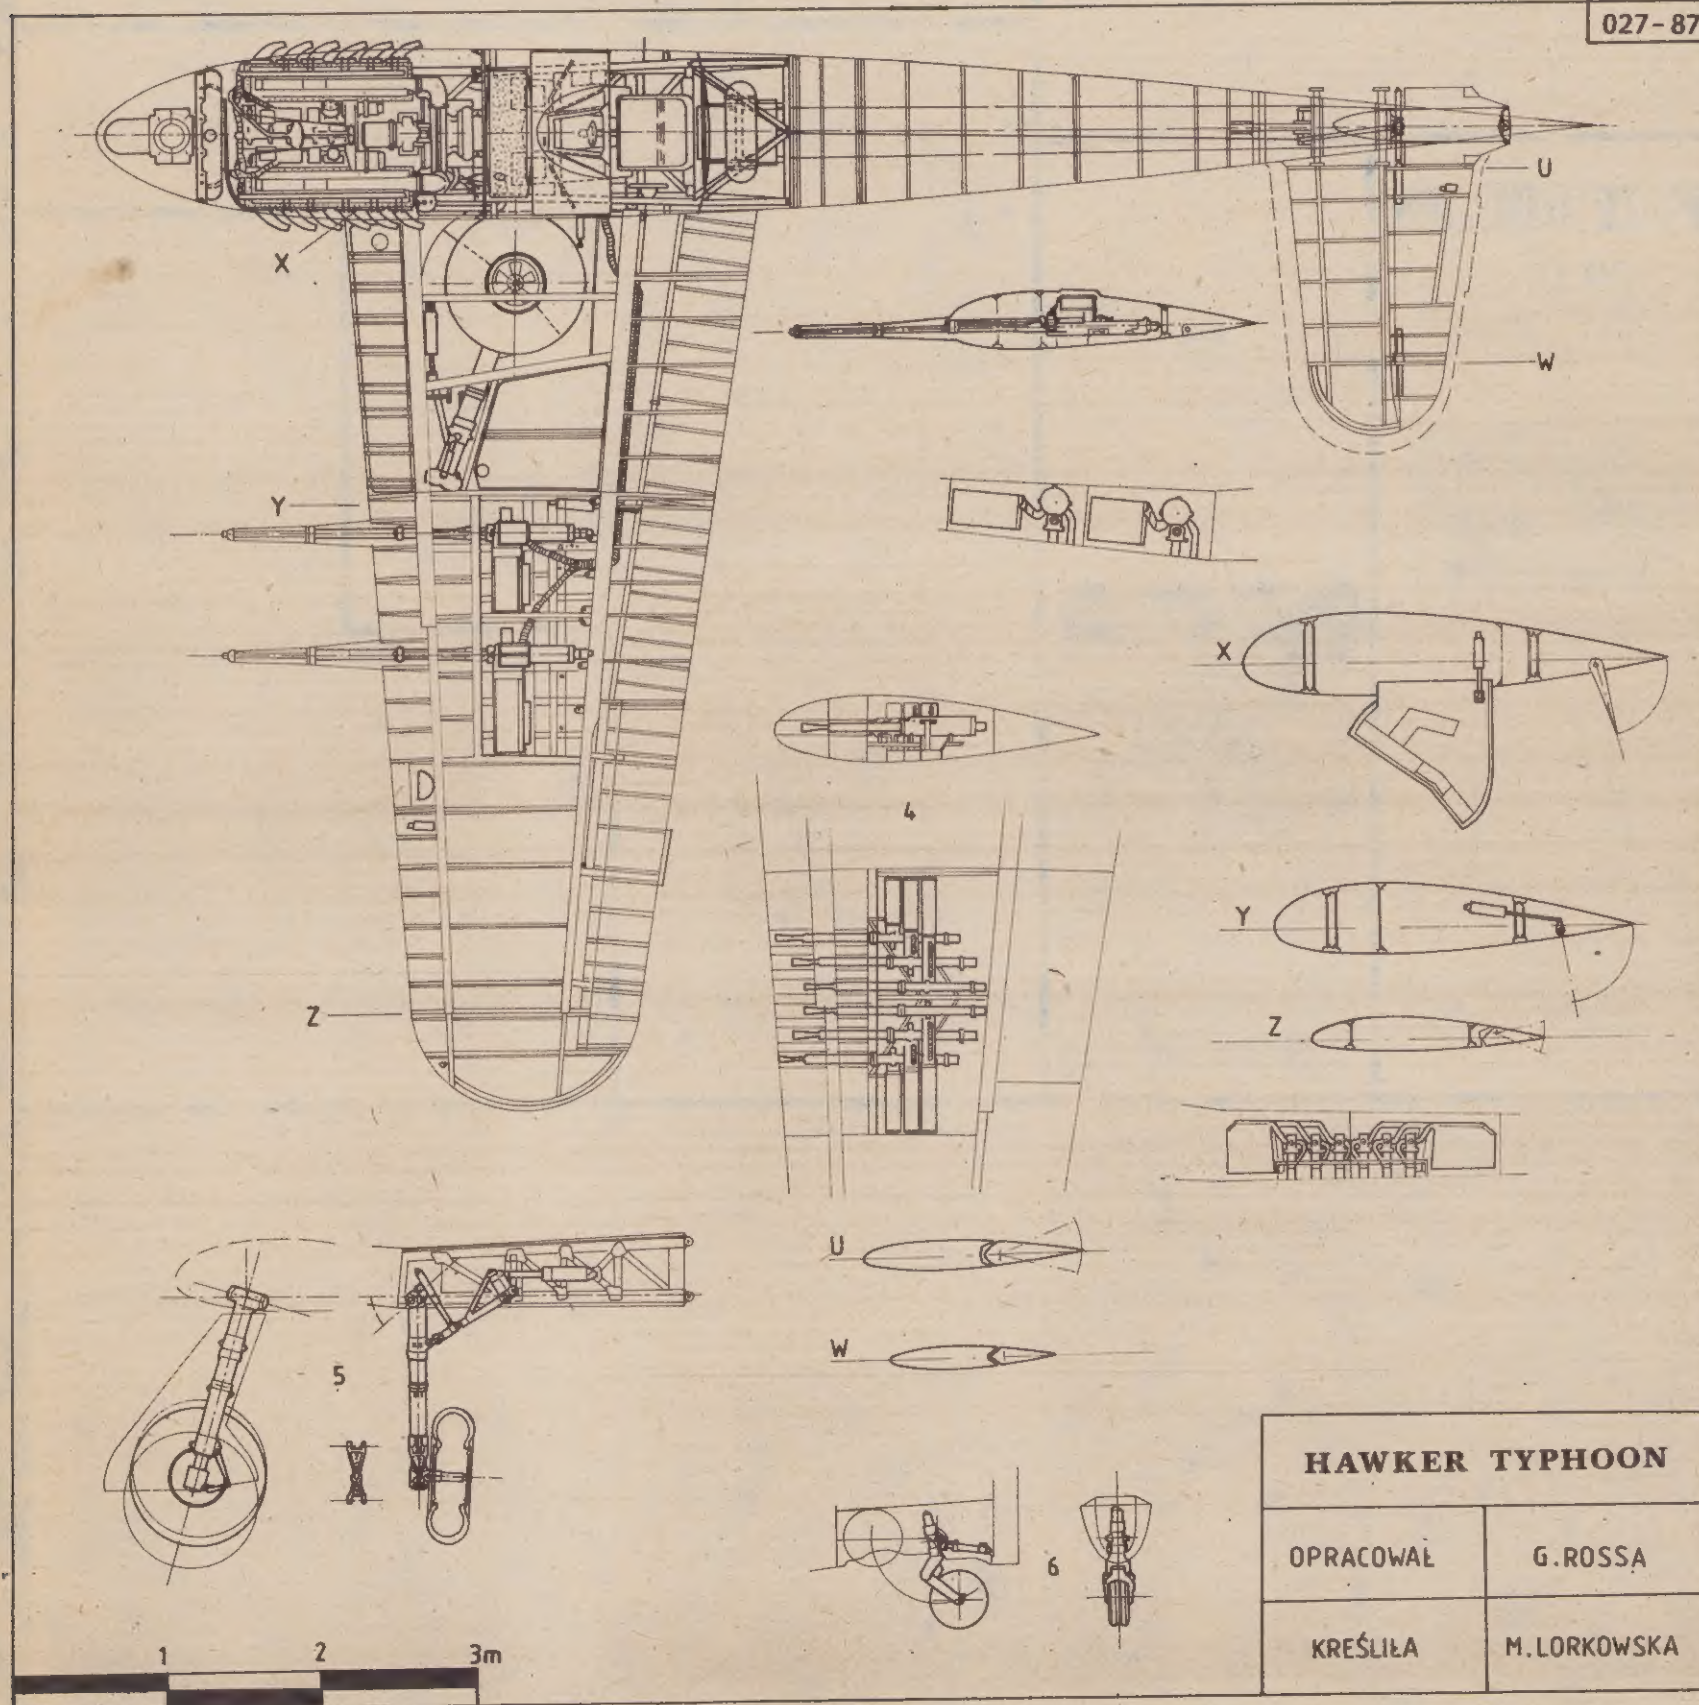 027-87
U
X
W
Y
X
4
Y
Z
Z
U
W
5
6
HAWKER TYPHOON
OPRACOWAŁ G.ROSSA
KREŚLIŁA M.LORKOWSKA
1 2 3m